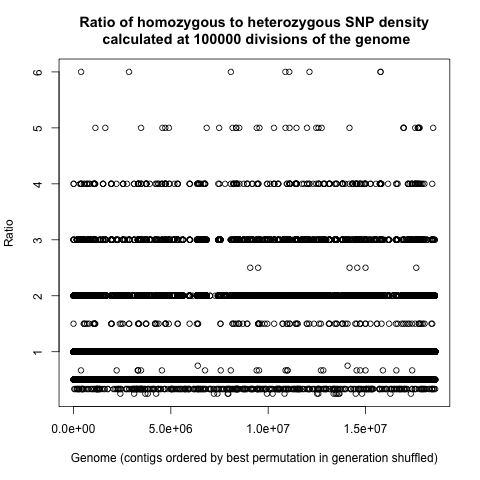 Ratio of homozygous to heterozygous SNP density
calculated at 100000 divisions of the genome
6
5
4
3
2
1
Ratio
0.0e+00 5.0e+06 1.0e+07 1.5e+07
Genome (contigs ordered by best permutation in generation shuffled)